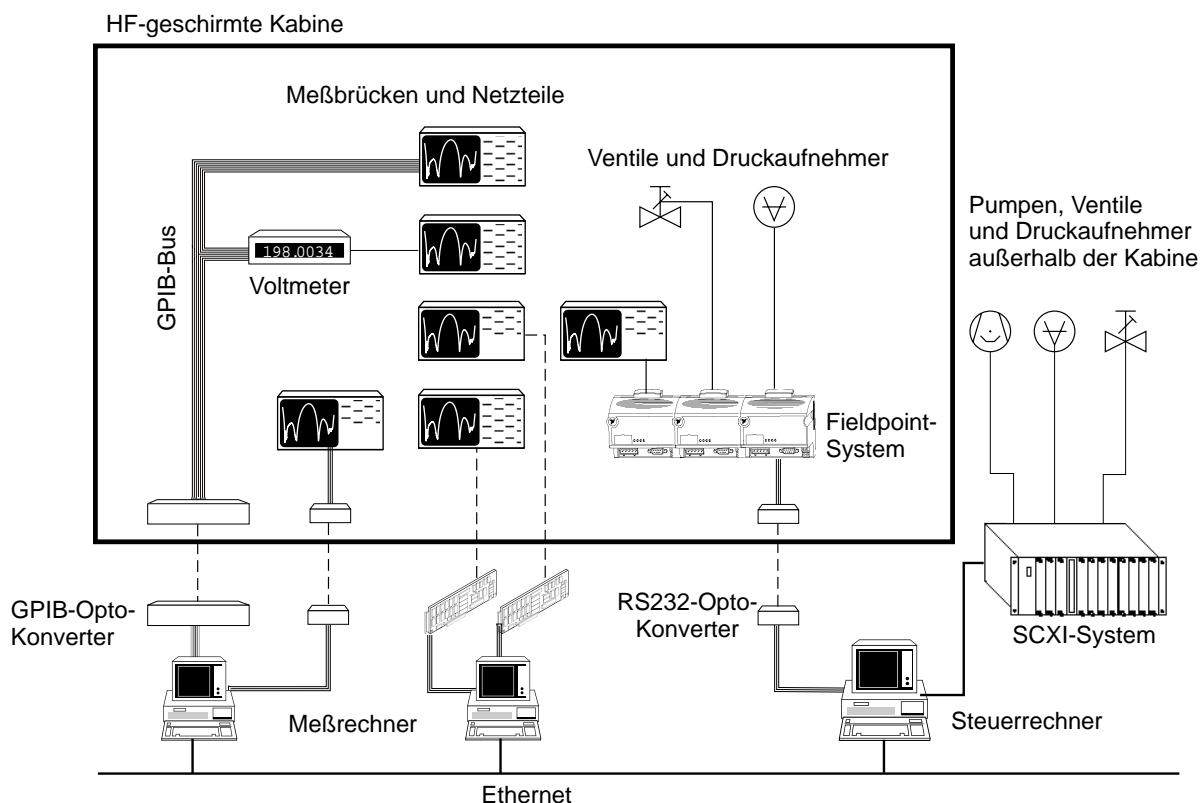 HF-geschirmte Kabine
Meßbrücken und Netzteile
Ventile und Druckaufnehmer
Pumpen, Ventile
und Druckaufnehmer
außerhalb der Kabine
GPIB-Bus
198.0034
Voltmeter
Fieldpoint-
System
GPIB-Opto-
Konverter
RS232-Opto-
Konverter
SCXI-System
Meßrechner
Steuerrechner
Ethernet